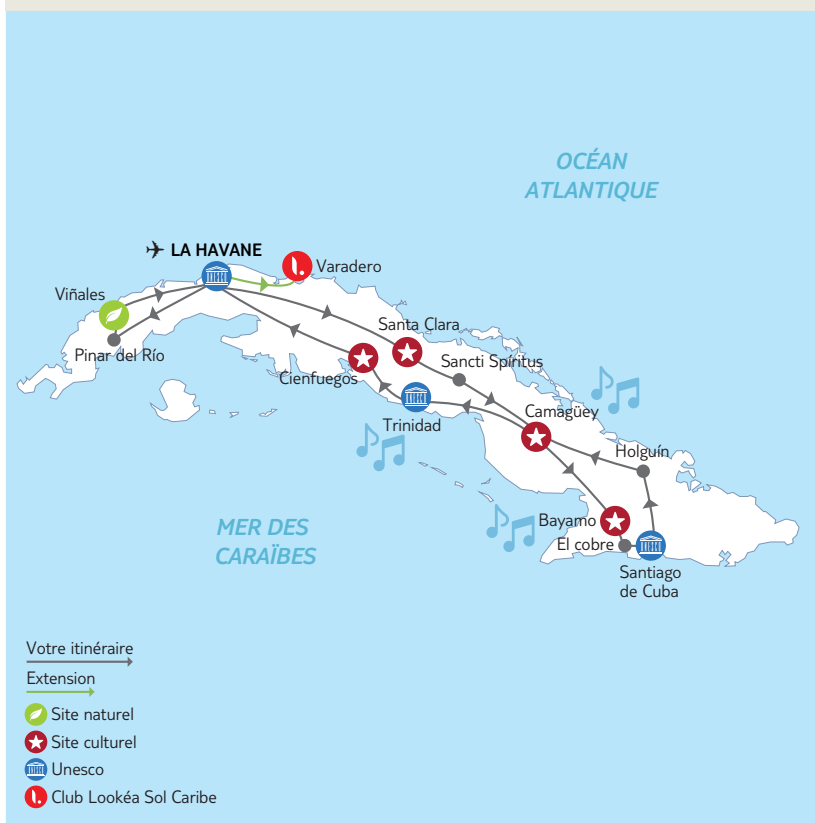 OCÉAN
ATLANTIQUE
LA HAVANE
Varadero
Viñales
Santa Clara
Pinar del Río
Cienfuegos
Sancti Spíritus
Trinidad
Camagüey
Holguín
MER DES
CARAÏBES
Bayamo
El cobre
Santiago
de Cuba
Votre itinéraire
Extension
Site naturel
Site culturel
Unesco
Club Lookéa Sol Caribe